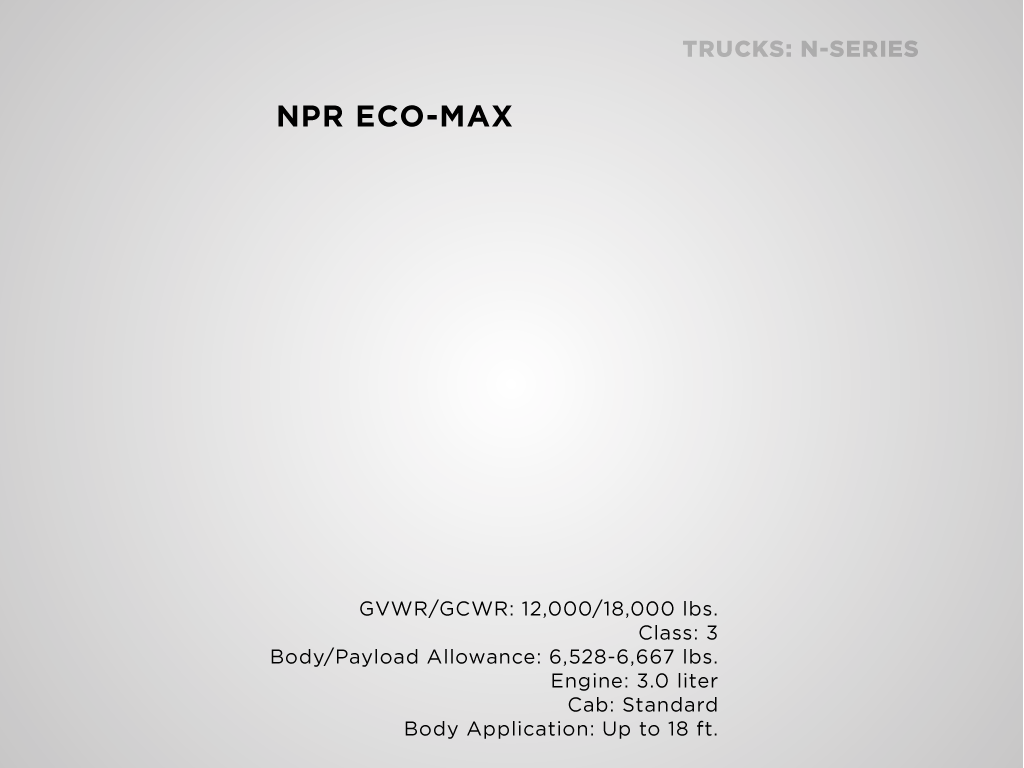 TRUCKS: N-SERIES
NPR ECO-MAX
GVWR/GCWR: 12,000/18,000 lbs.
Class: 3
Body/Payload Allowance: 6,528-6,667 lbs.
Engine: 3.0 liter
Cab: Standard
Body Application: Up to 18 ft.